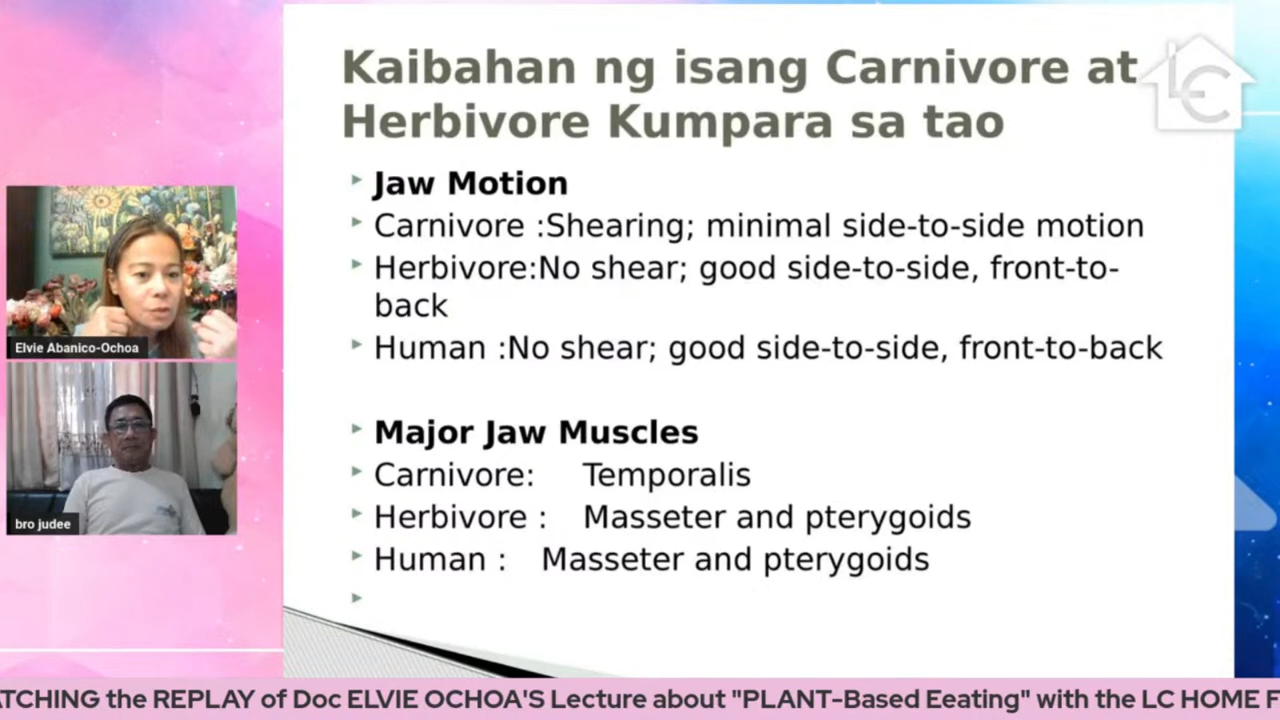 Kaibahan ng isang Carnivore at
Herbivore Kumpara sa tao
LC
Jaw Motion
Carnivore :Shearing; minimal side-to-side motion
Herbivore:No shear; good side-to-side, front-to-
back
Human :No shear; good side-to-side, front-to-back
Major Jaw Muscles
Carnivore: Temporalis
Herbivore : Masseter and pterygoids
Human : Masseter and pterygoids
Elvie Abanico-Ochoa
bro judee
ATCHING the REPLAY of Doc ELVIE OCHOA'S Lecture about "PLANT-Based Eeating" with the LC HOME F